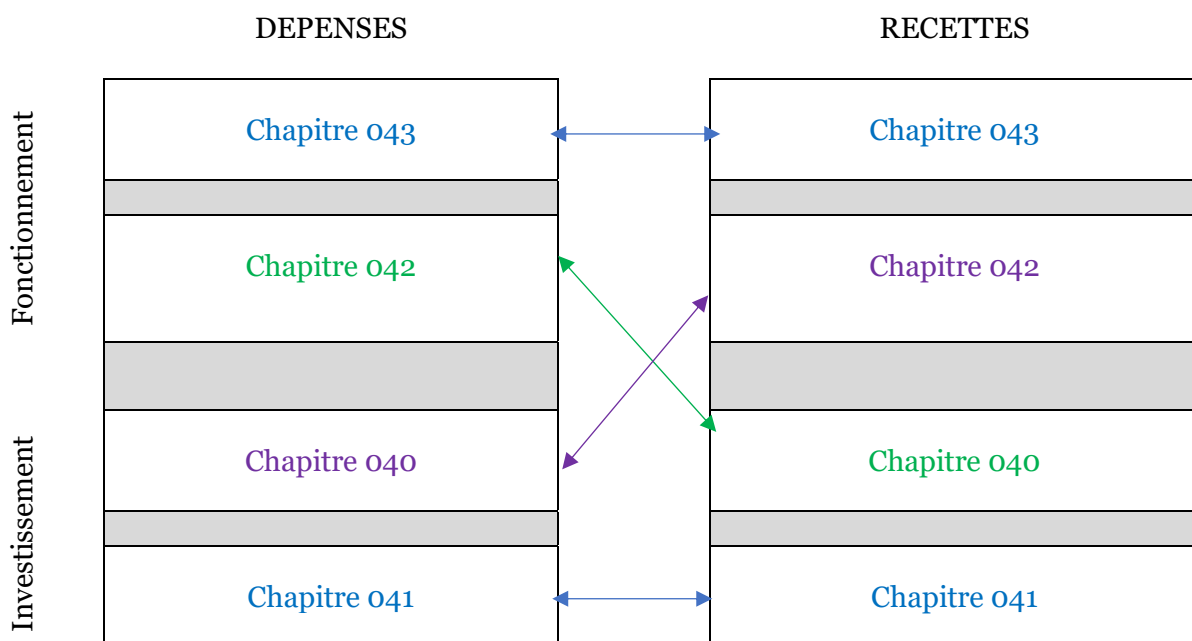 DEPENSES
RECETTES
Fonctionnement
Chapitre 043
Chapitre 043
Chapitre 042
Chapitre 042
Investissement
Chapitre 040
Chapitre 040
Chapitre 041
Chapitre 041